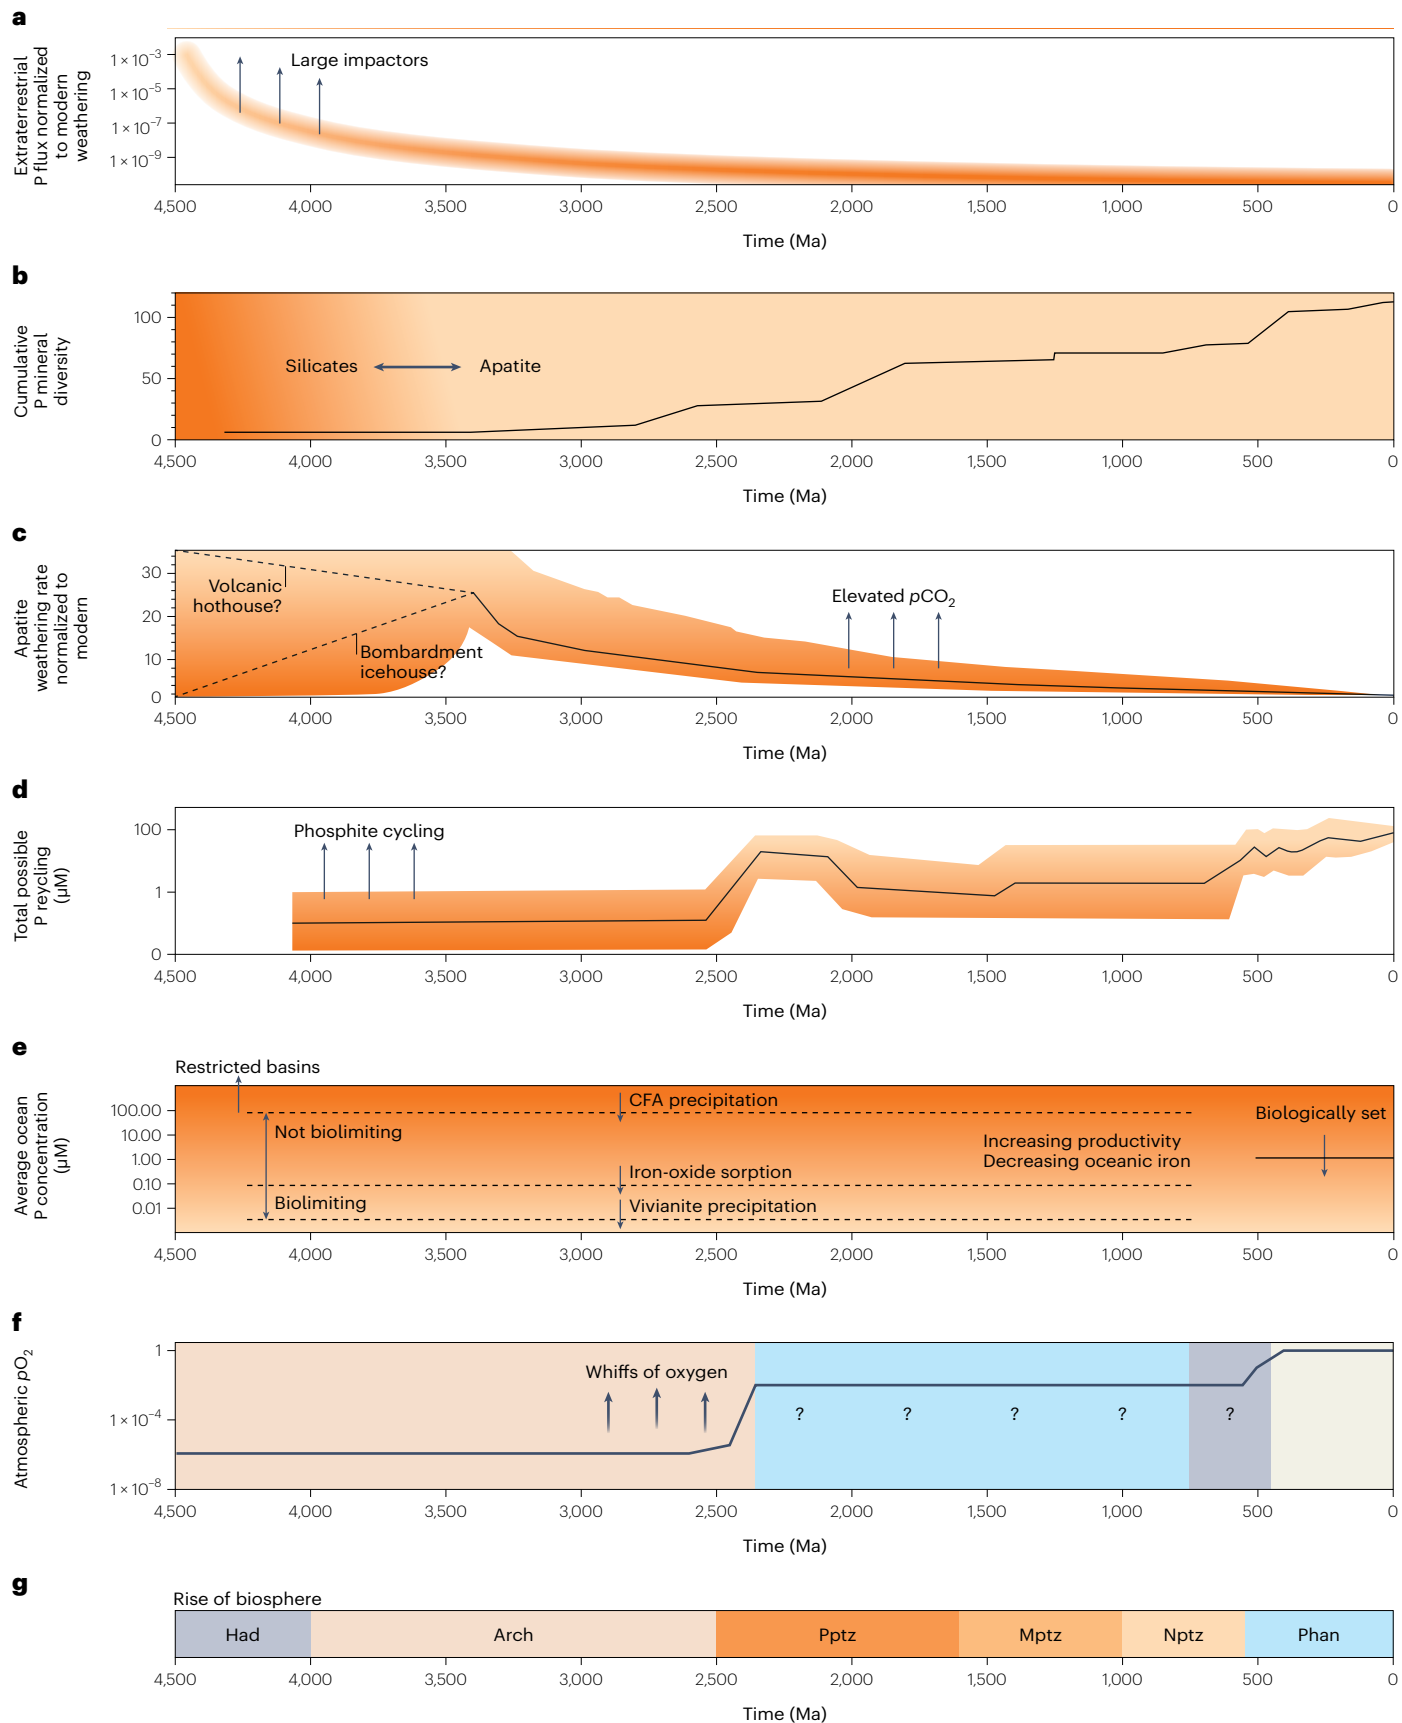 a
Extraterrestrial
P flux normalized
to modern
weathering
1 × 10⁻³
1 × 10⁻⁵
1 × 10⁻⁷
1 × 10⁻⁹
Large impactors
4,500 4,000 3,500 3,000 2,500 2,000 1,500 1,000 500 0
Time (Ma)
b
Cumulative
P mineral
diversity
100
50
0
Silicates Apatite
4,500 4,000 3,500 3,000 2,500 2,000 1,500 1,000 500 0
Time (Ma)
c
Apatite
weathering rate
normalized to
modern
30
20
10
0
Volcanic
hothouse?
Bombardment
icehouse?
Elevated pCO₂
4,500 4,000 3,500 3,000 2,500 2,000 1,500 1,000 500 0
Time (Ma)
d
Total possible
P recycling
(µM)
100
1
0
Phosphite cycling
4,500 4,000 3,500 3,000 2,500 2,000 1,500 1,000 500 0
Time (Ma)
e
Average ocean
P concentration
(µM)
Restricted basins
100.00
10.00
1.00
0.10
0.01
CFA precipitation
Not biolimiting
Biologically set
Increasing productivity
Decreasing oceanic iron
Iron-oxide sorption
Biolimiting
Vivianite precipitation
4,500 4,000 3,500 3,000 2,500 2,000 1,500 1,000 500 0
Time (Ma)
f
Atmospheric pO₂
1
1 × 10⁻⁴
1 × 10⁻⁸
Whiffs of oxygen
? ? ? ? ?
4,500 4,000 3,500 3,000 2,500 2,000 1,500 1,000 500 0
Time (Ma)
g
Rise of biosphere
Had Arch Pptz Mptz Nptz Phan
4,500 4,000 3,500 3,000 2,500 2,000 1,500 1,000 500 0
Time (Ma)